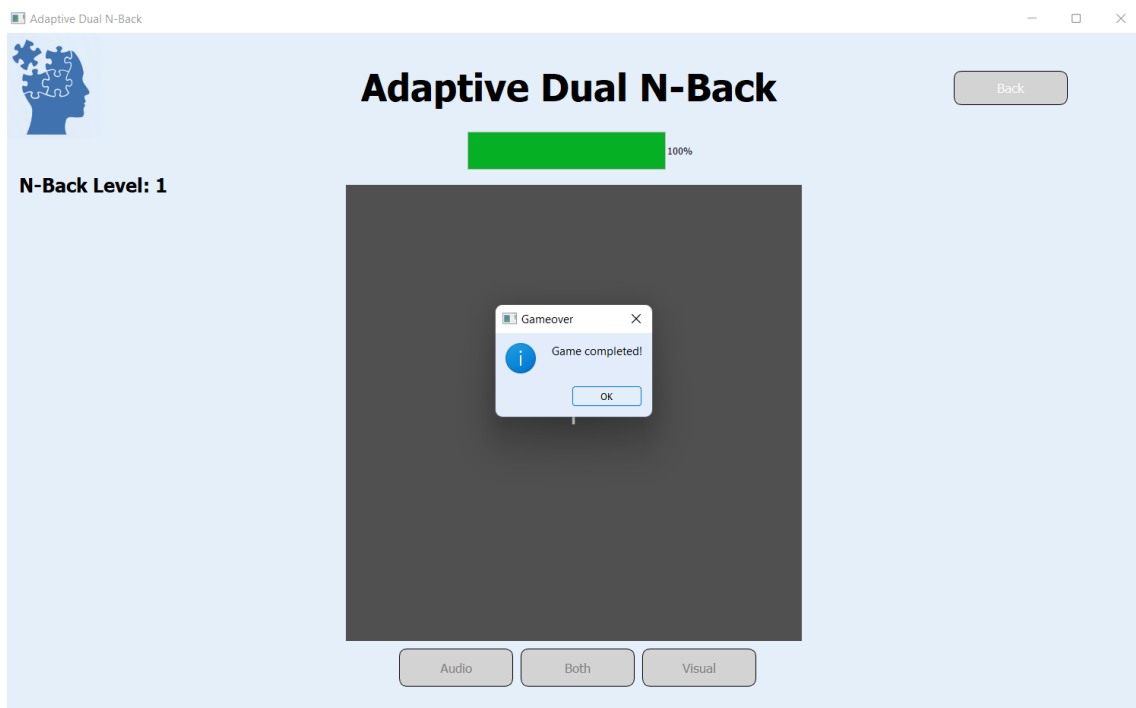 Adaptive Dual N-Back
Adaptive Dual N-Back
Back
100%
N-Back Level: 1
Gameover
Game completed!
OK
Audio
Both
Visual